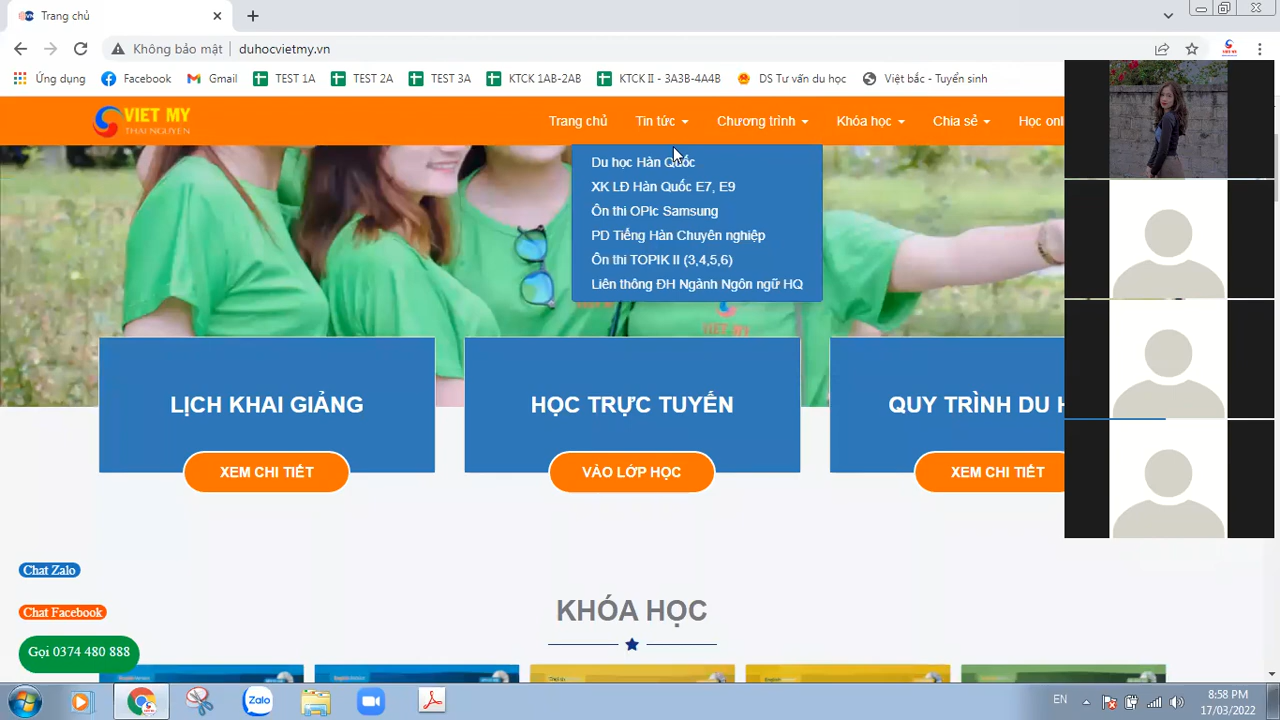 Trang chủ
Không bảo mật
duhocvietmy.vn
Ứng dụng
Facebook
Gmail
TEST 1A
TEST 2A
TEST 3A
KTCK 1AB-2AB
KTCK II - 3A3B-4A4B
DS Tư vấn du học
Việt bắc - Tuyển sinh
VIET MY
THAI NGUYEN
Trang chủ
Tin tức
Chương trình
Khóa học
Chia sẻ
Học onl
Du học Hàn Quốc
XK LĐ Hàn Quốc E7, E9
Ôn thi OPIc Samsung
PD Tiếng Hàn Chuyên nghiệp
Ôn thi TOPIK II (3,4,5,6)
Liên thông ĐH Ngành Ngôn ngữ HQ
VIET MY
LỊCH KHAI GIẢNG
HỌC TRỰC TUYẾN
QUY TRÌNH DU H
XEM CHI TIẾT
VÀO LỚP HỌC
XEM CHI TIẾT
Chat Zalo
Chat Facebook
Gọi 0374 480 888
KHÓA HỌC
Zalo
EN
8:58 PM
17/03/2022